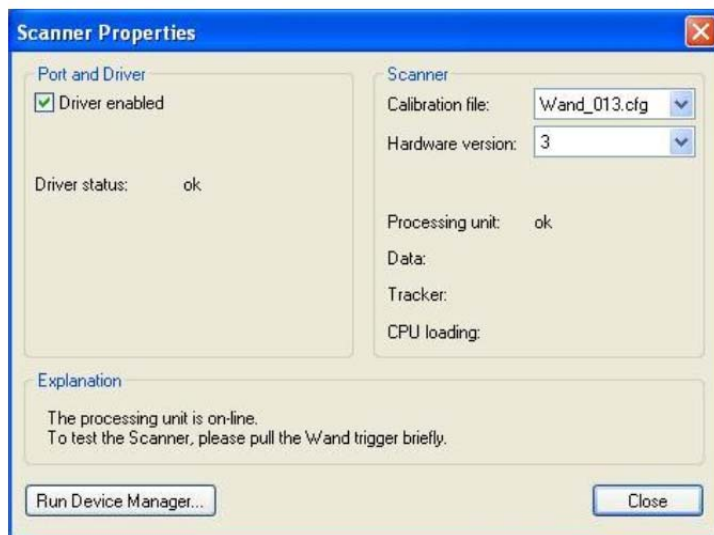 Scanner Properties
Port and Driver
Driver enabled
Driver status: ok
Scanner
Calibration file: Wand_013.cfg
Hardware version: 3
Processing unit: ok
Data:
Tracker:
CPU loading:
Explanation
The processing unit is on-line.
To test the Scanner, please pull the Wand trigger briefly.
Run Device Manager...
Close